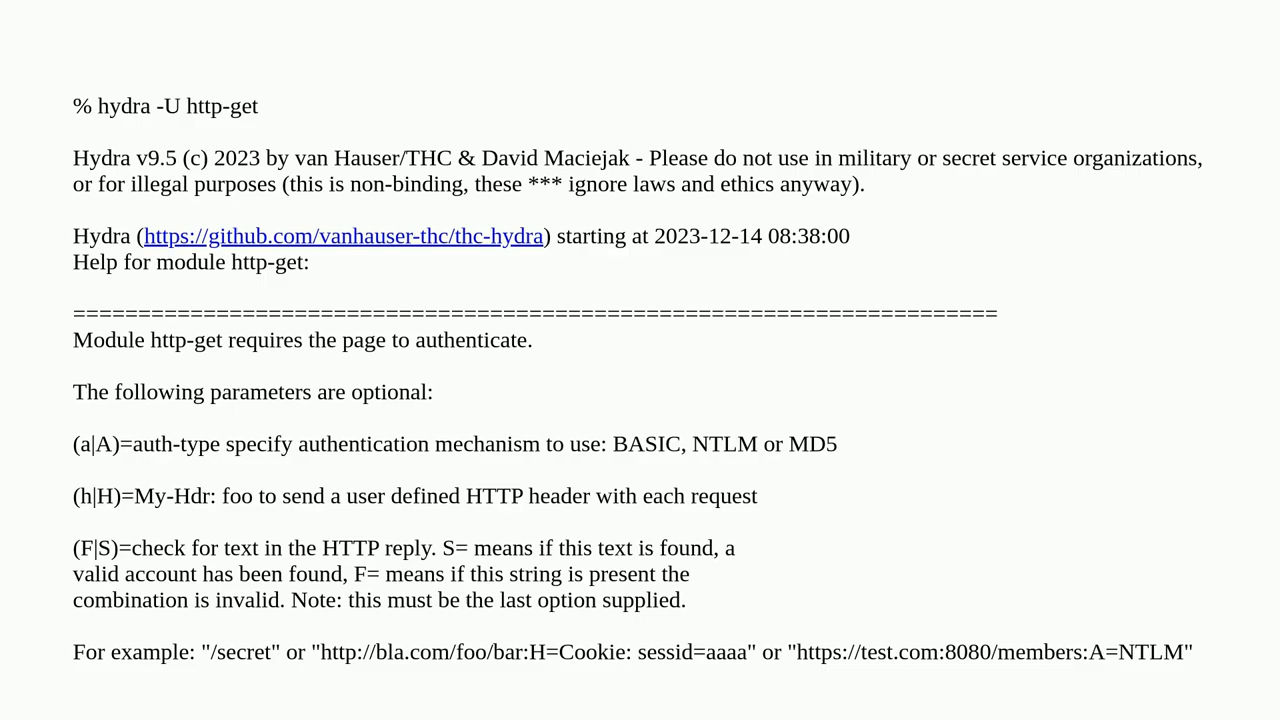 % hydra -U http-get
Hydra v9.5 (c) 2023 by van Hauser/THC & David Maciejak - Please do not use in military or secret service organizations,
or for illegal purposes (this is non-binding, these *** ignore laws and ethics anyway).
Hydra (https://github.com/vanhauser-thc/thc-hydra) starting at 2023-12-14 08:38:00
Help for module http-get:
=======================================================================
Module http-get requires the page to authenticate.
The following parameters are optional:
(a|A)=auth-type specify authentication mechanism to use: BASIC, NTLM or MD5
(h|H)=My-Hdr: foo to send a user defined HTTP header with each request
(F|S)=check for text in the HTTP reply. S= means if this text is found, a
valid account has been found, F= means if this string is present the
combination is invalid. Note: this must be the last option supplied.
For example: "/secret" or "http://bla.com/foo/bar:H=Cookie: sessid=aaaa" or "https://test.com:8080/members:A=NTLM"